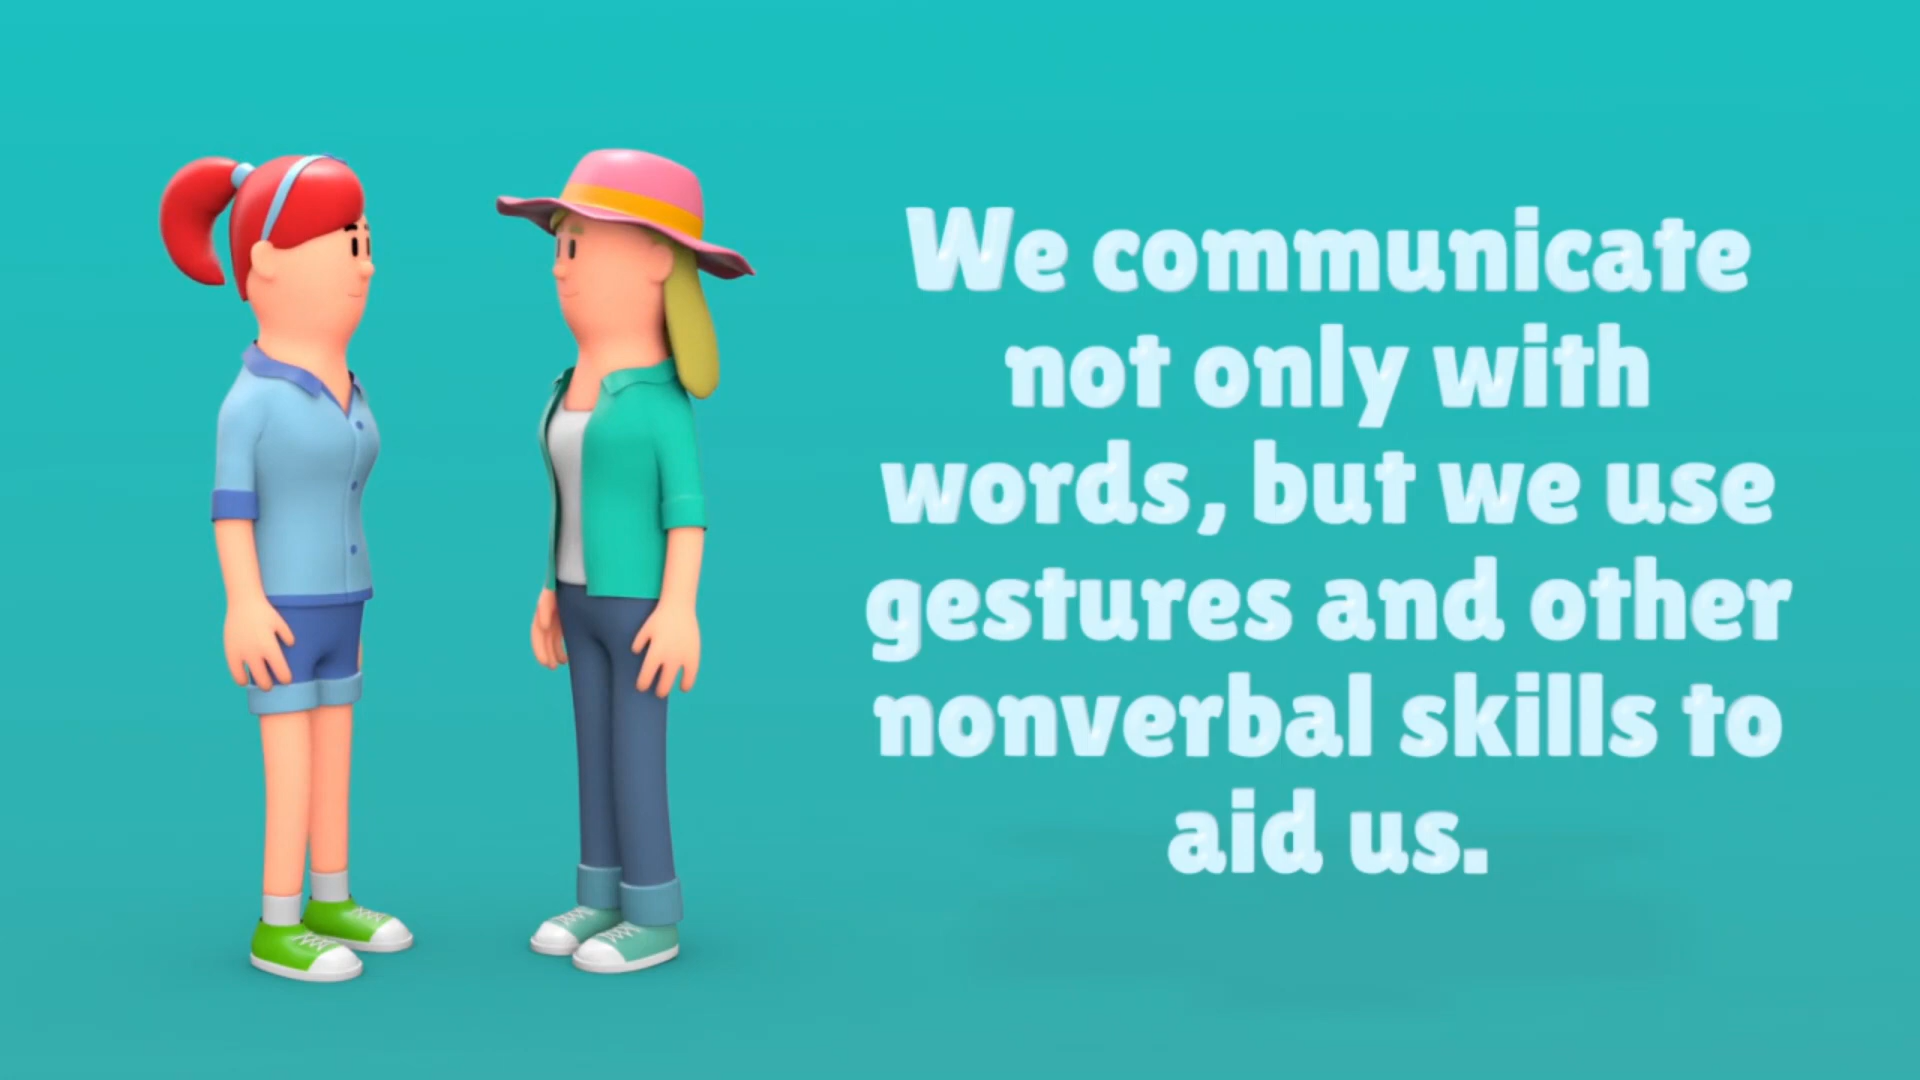 We communicate
not only with
words, but we use
gestures and other
nonverbal skills to
aid us.